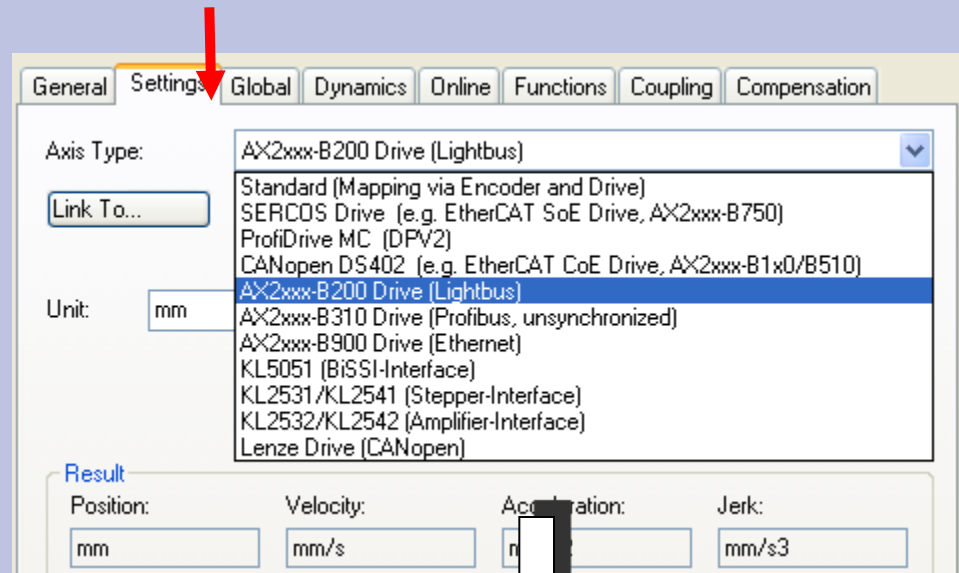 General Settings Global Dynamics Online Functions Coupling Compensation
Axis Type: AX2xxx-B200 Drive (Lightbus)
Standard (Mapping via Encoder and Drive)
Link To...
SERCOS Drive (e.g. EtherCAT SoE Drive, AX2xxx-B750)
ProfiDrive MC (DPV2)
CANopen DS402 (e.g. EtherCAT CoE Drive, AX2xxx-B1x0/B510)
AX2xxx-B200 Drive (Lightbus)
Unit: mm
AX2xxx-B310 Drive (Profibus, unsynchronized)
AX2xxx-B900 Drive (Ethernet)
KL5051 (BiSSI-Interface)
KL2531/KL2541 (Stepper-Interface)
KL2532/KL2542 (Amplifier-Interface)
Lenze Drive (CANopen)
Result
Position: Velocity: Jerk:
mm mm/s mm/s3